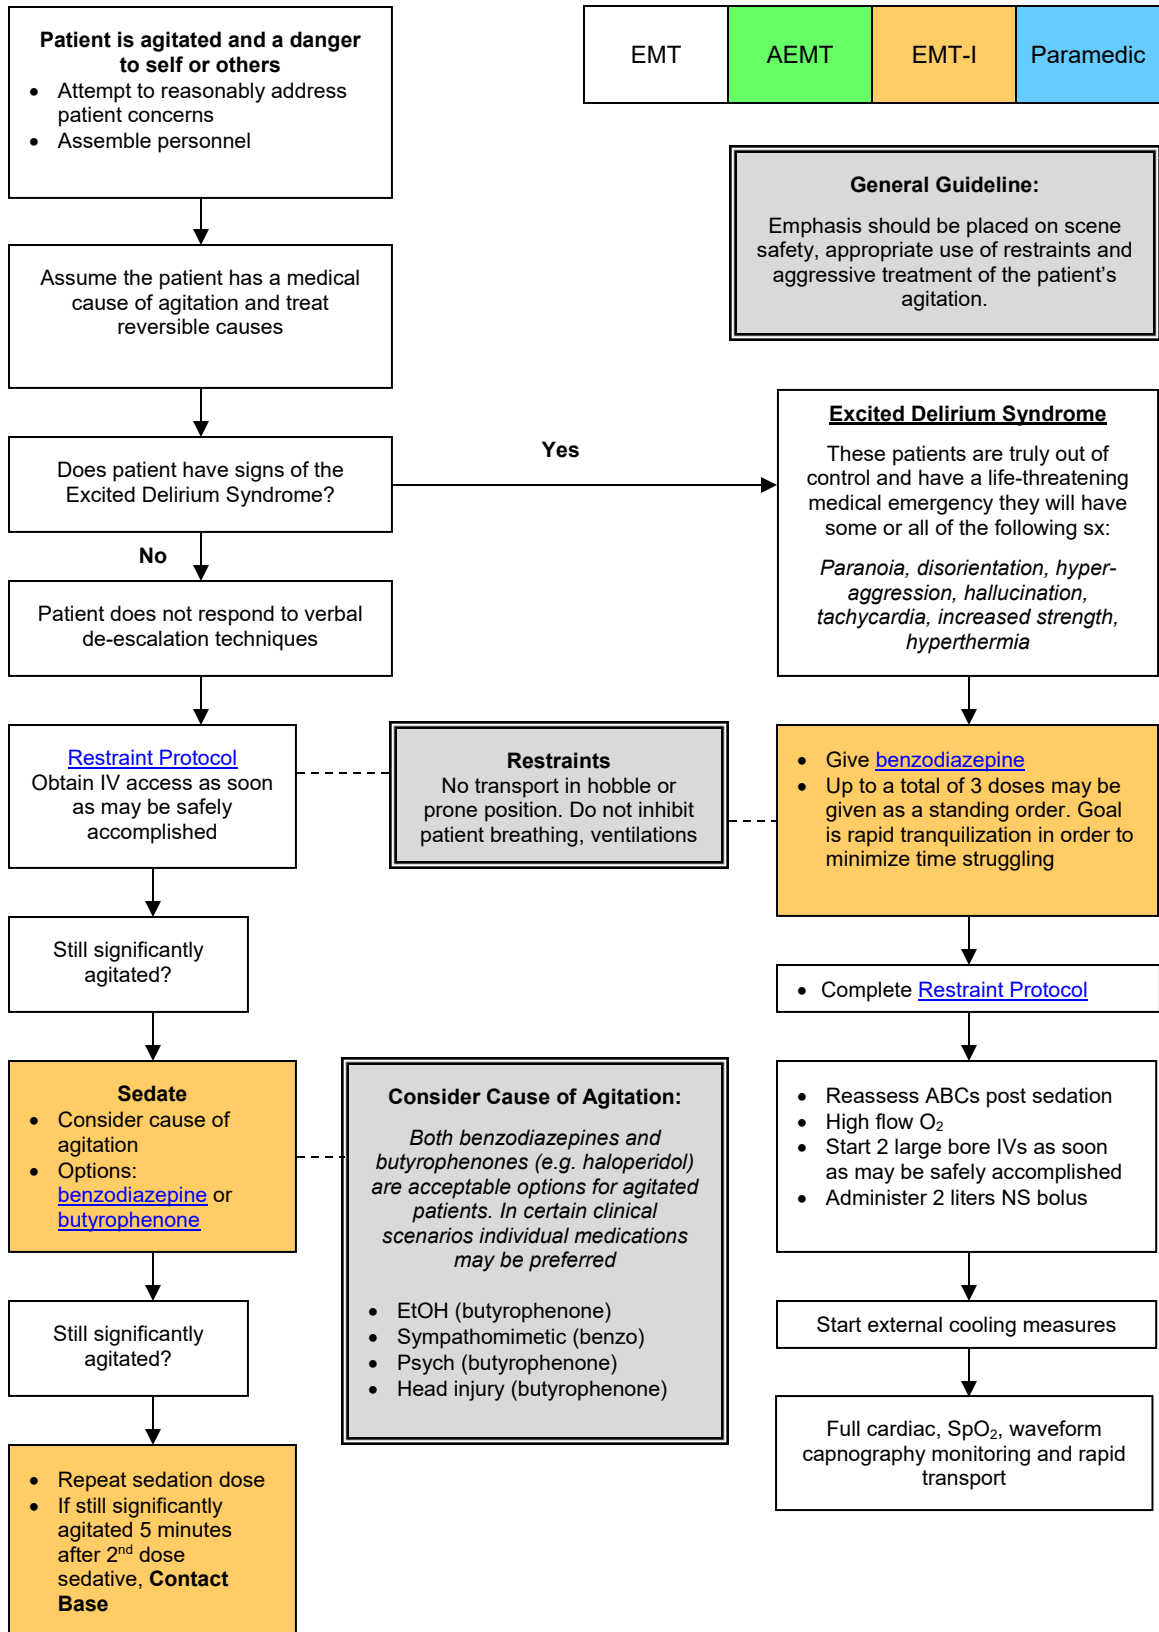 Patient is agitated and a danger
to self or others
• Attempt to reasonably address
patient concerns
• Assemble personnel
EMT
AEMT
EMT-I
Paramedic
General Guideline:
Emphasis should be placed on scene
safety, appropriate use of restraints and
aggressive treatment of the patient’s
agitation.
Assume the patient has a medical
cause of agitation and treat
reversible causes
Does patient have signs of the
Excited Delirium Syndrome?
Yes
No
Excited Delirium Syndrome
These patients are truly out of
control and have a life-threatening
medical emergency they will have
some or all of the following sx:
Paranoia, disorientation, hyper-
aggression, hallucination,
tachycardia, increased strength,
hyperthermia
Patient does not respond to verbal
de-escalation techniques
Restraint Protocol
Obtain IV access as soon
as may be safely
accomplished
Restraints
No transport in hobble or
prone position. Do not inhibit
patient breathing, ventilations
• Give benzodiazepine
• Up to a total of 3 doses may be
given as a standing order. Goal
is rapid tranquilization in order to
minimize time struggling
Still significantly
agitated?
• Complete Restraint Protocol
Sedate
• Consider cause of
agitation
• Options:
benzodiazepine or
butyrophenone
Consider Cause of Agitation:
Both benzodiazepines and
butyrophenones (e.g. haloperidol)
are acceptable options for agitated
patients. In certain clinical
scenarios individual medications
may be preferred
• EtOH (butyrophenone)
• Sympathomimetic (benzo)
• Psych (butyrophenone)
• Head injury (butyrophenone)
• Reassess ABCs post sedation
• High flow O₂
• Start 2 large bore IVs as soon
as may be safely accomplished
• Administer 2 liters NS bolus
Still significantly
agitated?
Start external cooling measures
Full cardiac, SpO₂, waveform
capnography monitoring and rapid
transport
• Repeat sedation dose
• If still significantly
agitated 5 minutes
after 2nd dose
sedative, Contact
Base